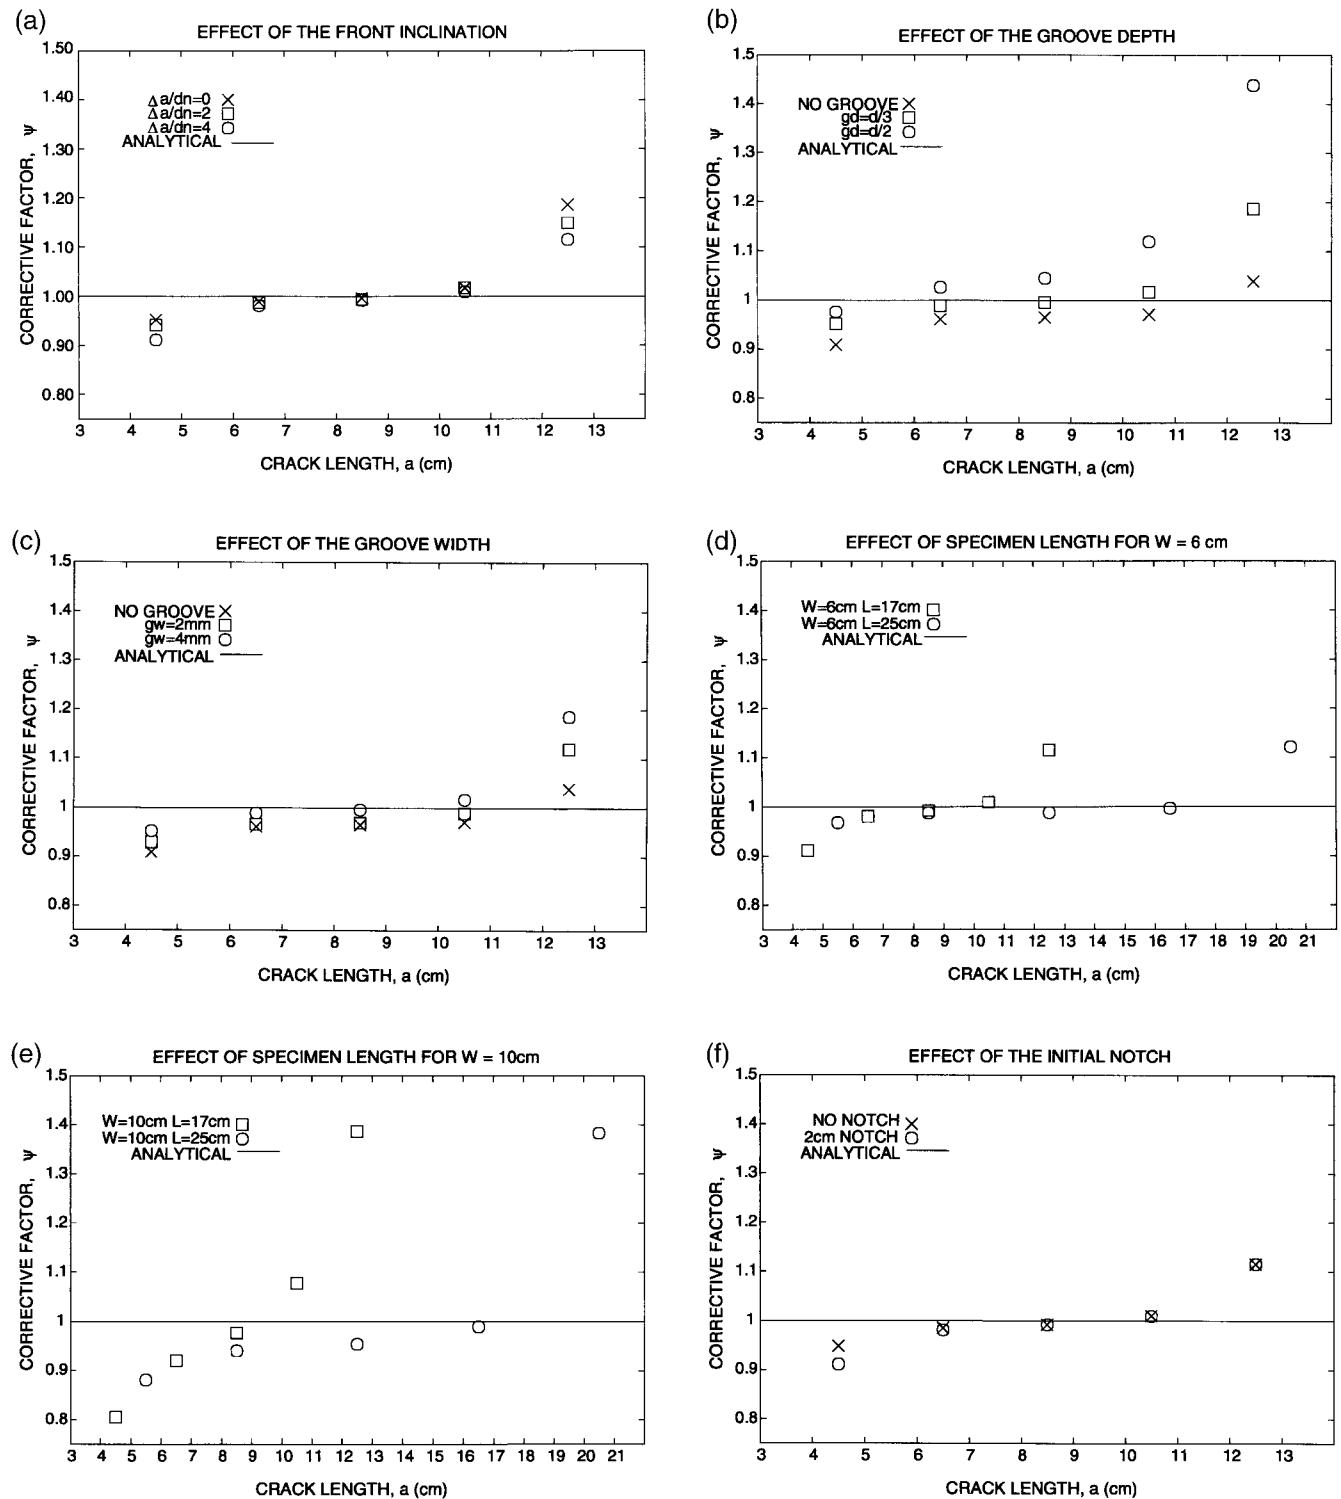 (a)
EFFECT OF THE FRONT INCLINATION
1.50
1.40
1.30
1.20
1.10
1.00
0.90
0.80
CORRECTIVE FACTOR, ψ
Δa/dn=0
Δa/dn=2
Δa/dn=4
ANALYTICAL
3 4 5 6 7 8 9 10 11 12 13
CRACK LENGTH, a (cm)
(b)
EFFECT OF THE GROOVE DEPTH
1.5
1.4
1.3
1.2
1.1
1
0.9
0.8
CORRECTIVE FACTOR, ψ
NO GROOVE
gd=d/3
gd=d/2
ANALYTICAL
3 4 5 6 7 8 9 10 11 12 13
CRACK LENGTH, a (cm)
(c)
EFFECT OF THE GROOVE WIDTH
1.5
1.4
1.3
1.2
1.1
1
0.9
0.8
CORRECTIVE FACTOR, ψ
NO GROOVE
gw=2mm
gw=4mm
ANALYTICAL
3 4 5 6 7 8 9 10 11 12 13
CRACK LENGTH, a (cm)
(d)
EFFECT OF SPECIMEN LENGTH FOR W = 6 cm
1.5
1.4
1.3
1.2
1.1
1
0.9
0.8
CORRECTIVE FACTOR, ψ
W=6cm L=17cm
W=6cm L=25cm
ANALYTICAL
3 4 5 6 7 8 9 10 11 12 13 14 15 16 17 18 19 20 21
CRACK LENGTH, a (cm)
(e)
EFFECT OF SPECIMEN LENGTH FOR W = 10cm
1.5
1.4
1.3
1.2
1.1
1
0.9
0.8
CORRECTIVE FACTOR, ψ
W=10cm L=17cm
W=10cm L=25cm
ANALYTICAL
3 4 5 6 7 8 9 10 11 12 13 14 15 16 17 18 19 20 21
CRACK LENGTH, a (cm)
(f)
EFFECT OF THE INITIAL NOTCH
1.5
1.4
1.3
1.2
1.1
1
0.9
0.8
CORRECTIVE FACTOR, ψ
NO NOTCH
2cm NOTCH
ANALYTICAL
3 4 5 6 7 8 9 10 11 12 13
CRACK LENGTH, a (cm)